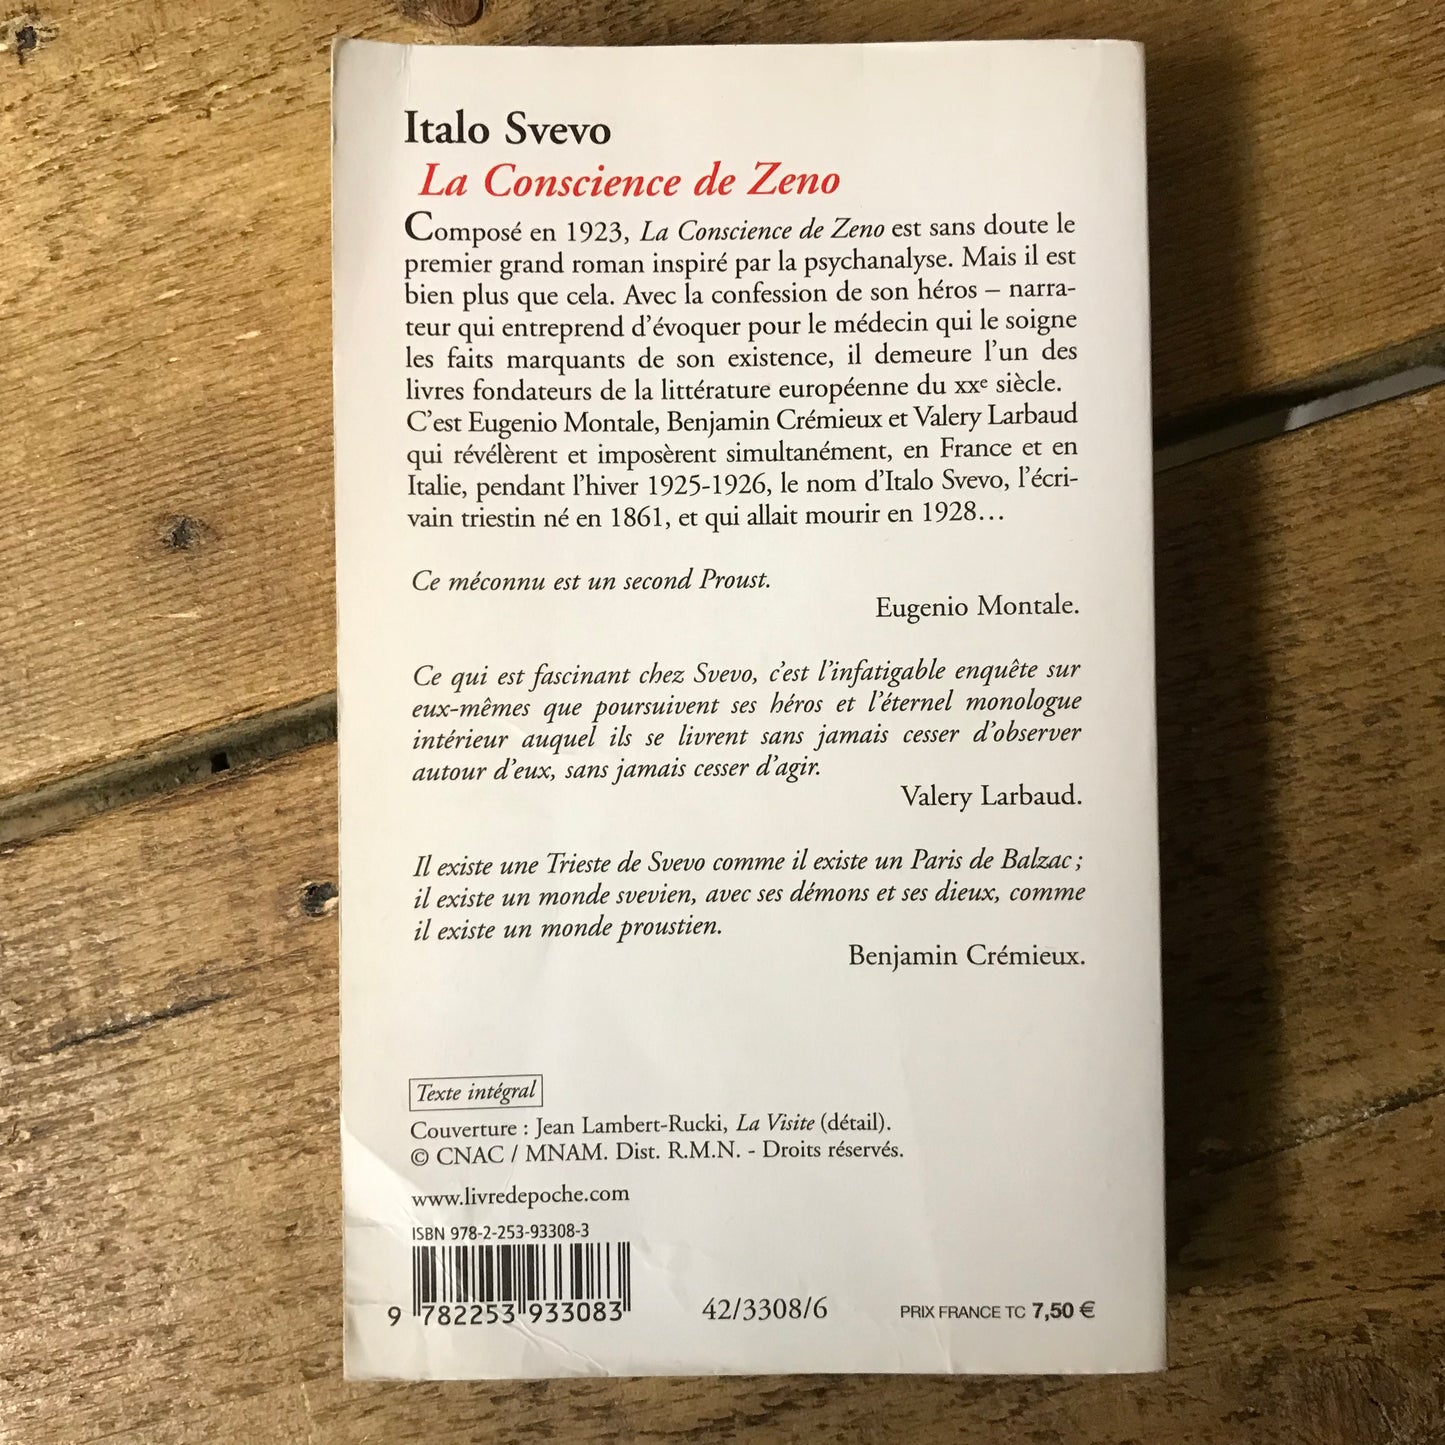 Italo Svevo
La Conscience de Zeno
Composé en 1923, La Conscience de Zeno est sans doute le
premier grand roman inspiré par la psychanalyse. Mais il est
bien plus que cela. Avec la confession de son héros – narra-
teur qui entreprend d'évoquer pour le médecin qui le soigne
les faits marquants de son existence, il demeure l'un des
livres fondateurs de la littérature européenne du XXe siècle.
C'est Eugenio Montale, Benjamin Crémieux et Valery Larbaud
qui révélèrent et imposèrent simultanément, en France et en
Italie, pendant l'hiver 1925-1926, le nom d'Italo Svevo, l'écri-
vain triestin né en 1861, et qui allait mourir en 1928…
Ce méconnu est un second Proust.
Eugenio Montale.
Ce qui est fascinant chez Svevo, c'est l'infatigable enquête sur
eux-mêmes que poursuivent ses héros et l'éternel monologue
intérieur auquel ils se livrent sans jamais cesser d'observer
autour d'eux, sans jamais cesser d'agir.
Valery Larbaud.
Il existe une Trieste de Svevo comme il existe un Paris de Balzac ;
il existe un monde svevien, avec ses démons et ses dieux, comme
il existe un monde proustien.
Benjamin Crémieux.
Texte intégral
Couverture : Jean Lambert-Rucki, La Visite (détail).
© CNAC / MNAM. Dist. R.M.N. - Droits réservés.
www.livredepoche.com
ISBN 978-2-253-93308-3
9 782253 933083
42/3308/6
PRIX FRANCE TC 7,50 €